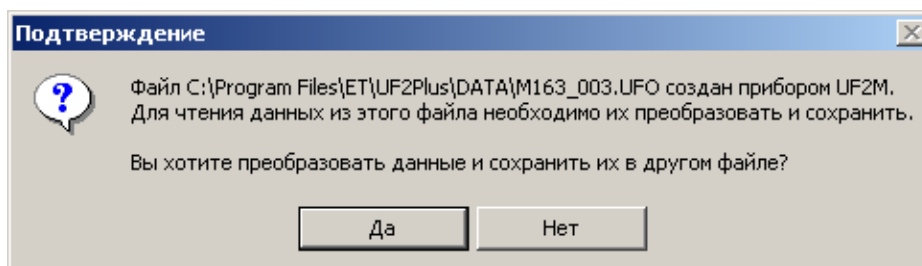 Подтверждение
Файл C:\Program Files\ET\UF2Plus\DATA\M163_003.UFO создан прибором UF2M.
Для чтения данных из этого файла необходимо их преобразовать и сохранить.
Вы хотите преобразовать данные и сохранить их в другом файле?
Да
Нет